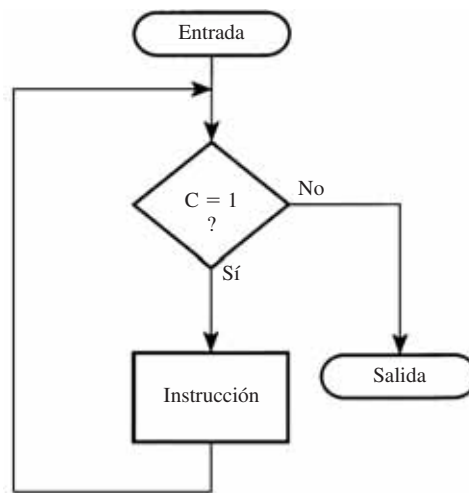 Entrada
C = 1
?
No
Sí
Instrucción
Salida